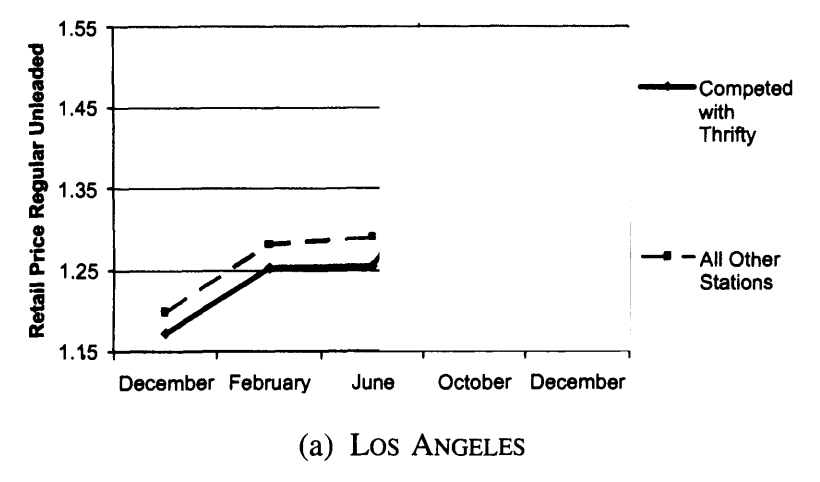 Retail Price Regular Unleaded
1.55
1.45
1.35
1.25
1.15
December February June October December
Competed
with
Thrifty
All Other
Stations
(a) LOS ANGELES